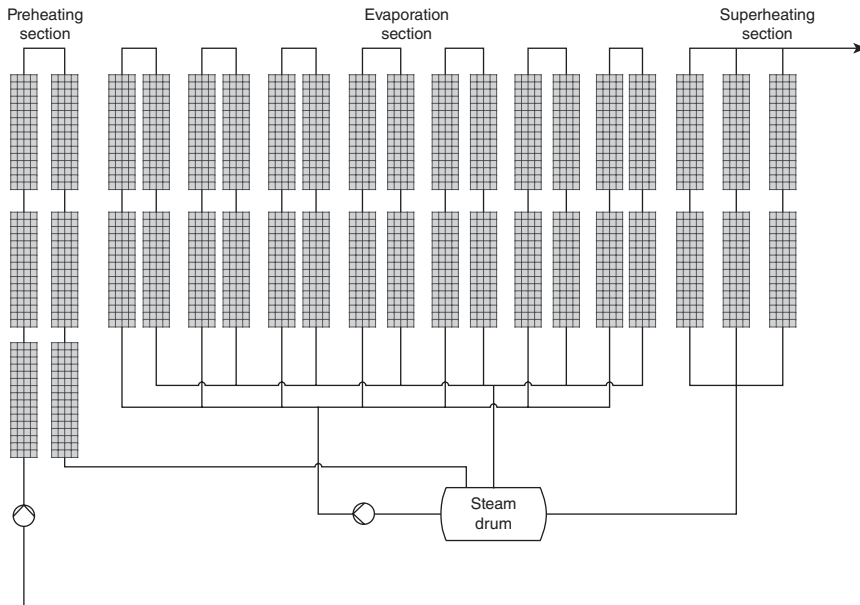 Preheating
section
Evaporation
section
Superheating
section
Steam
drum